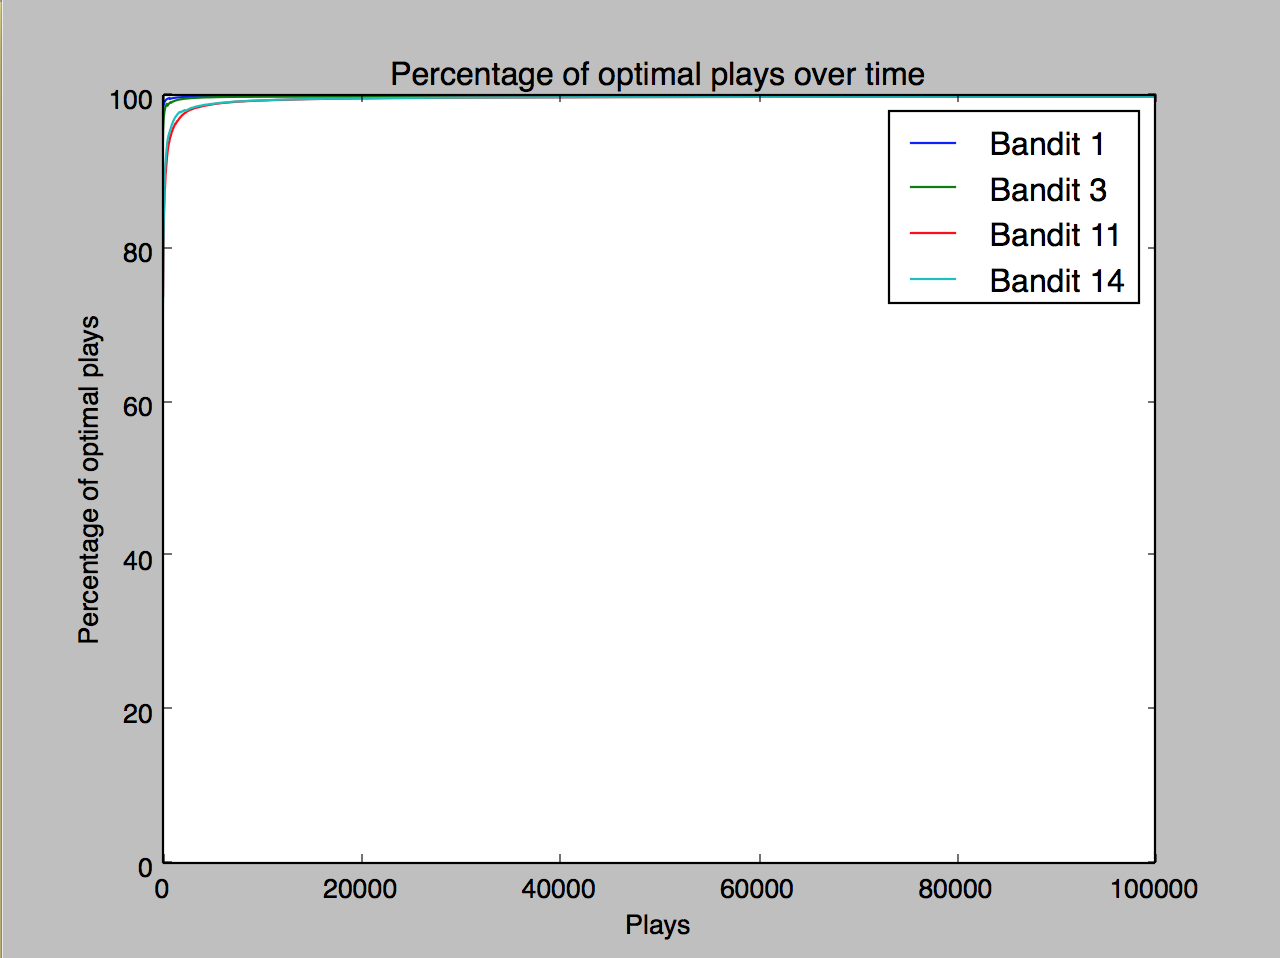 Percentage of optimal plays over time
100
80
60
40
20
0
Percentage of optimal plays
Bandit 1
Bandit 3
Bandit 11
Bandit 14
0 20000 40000 60000 80000 100000
Plays